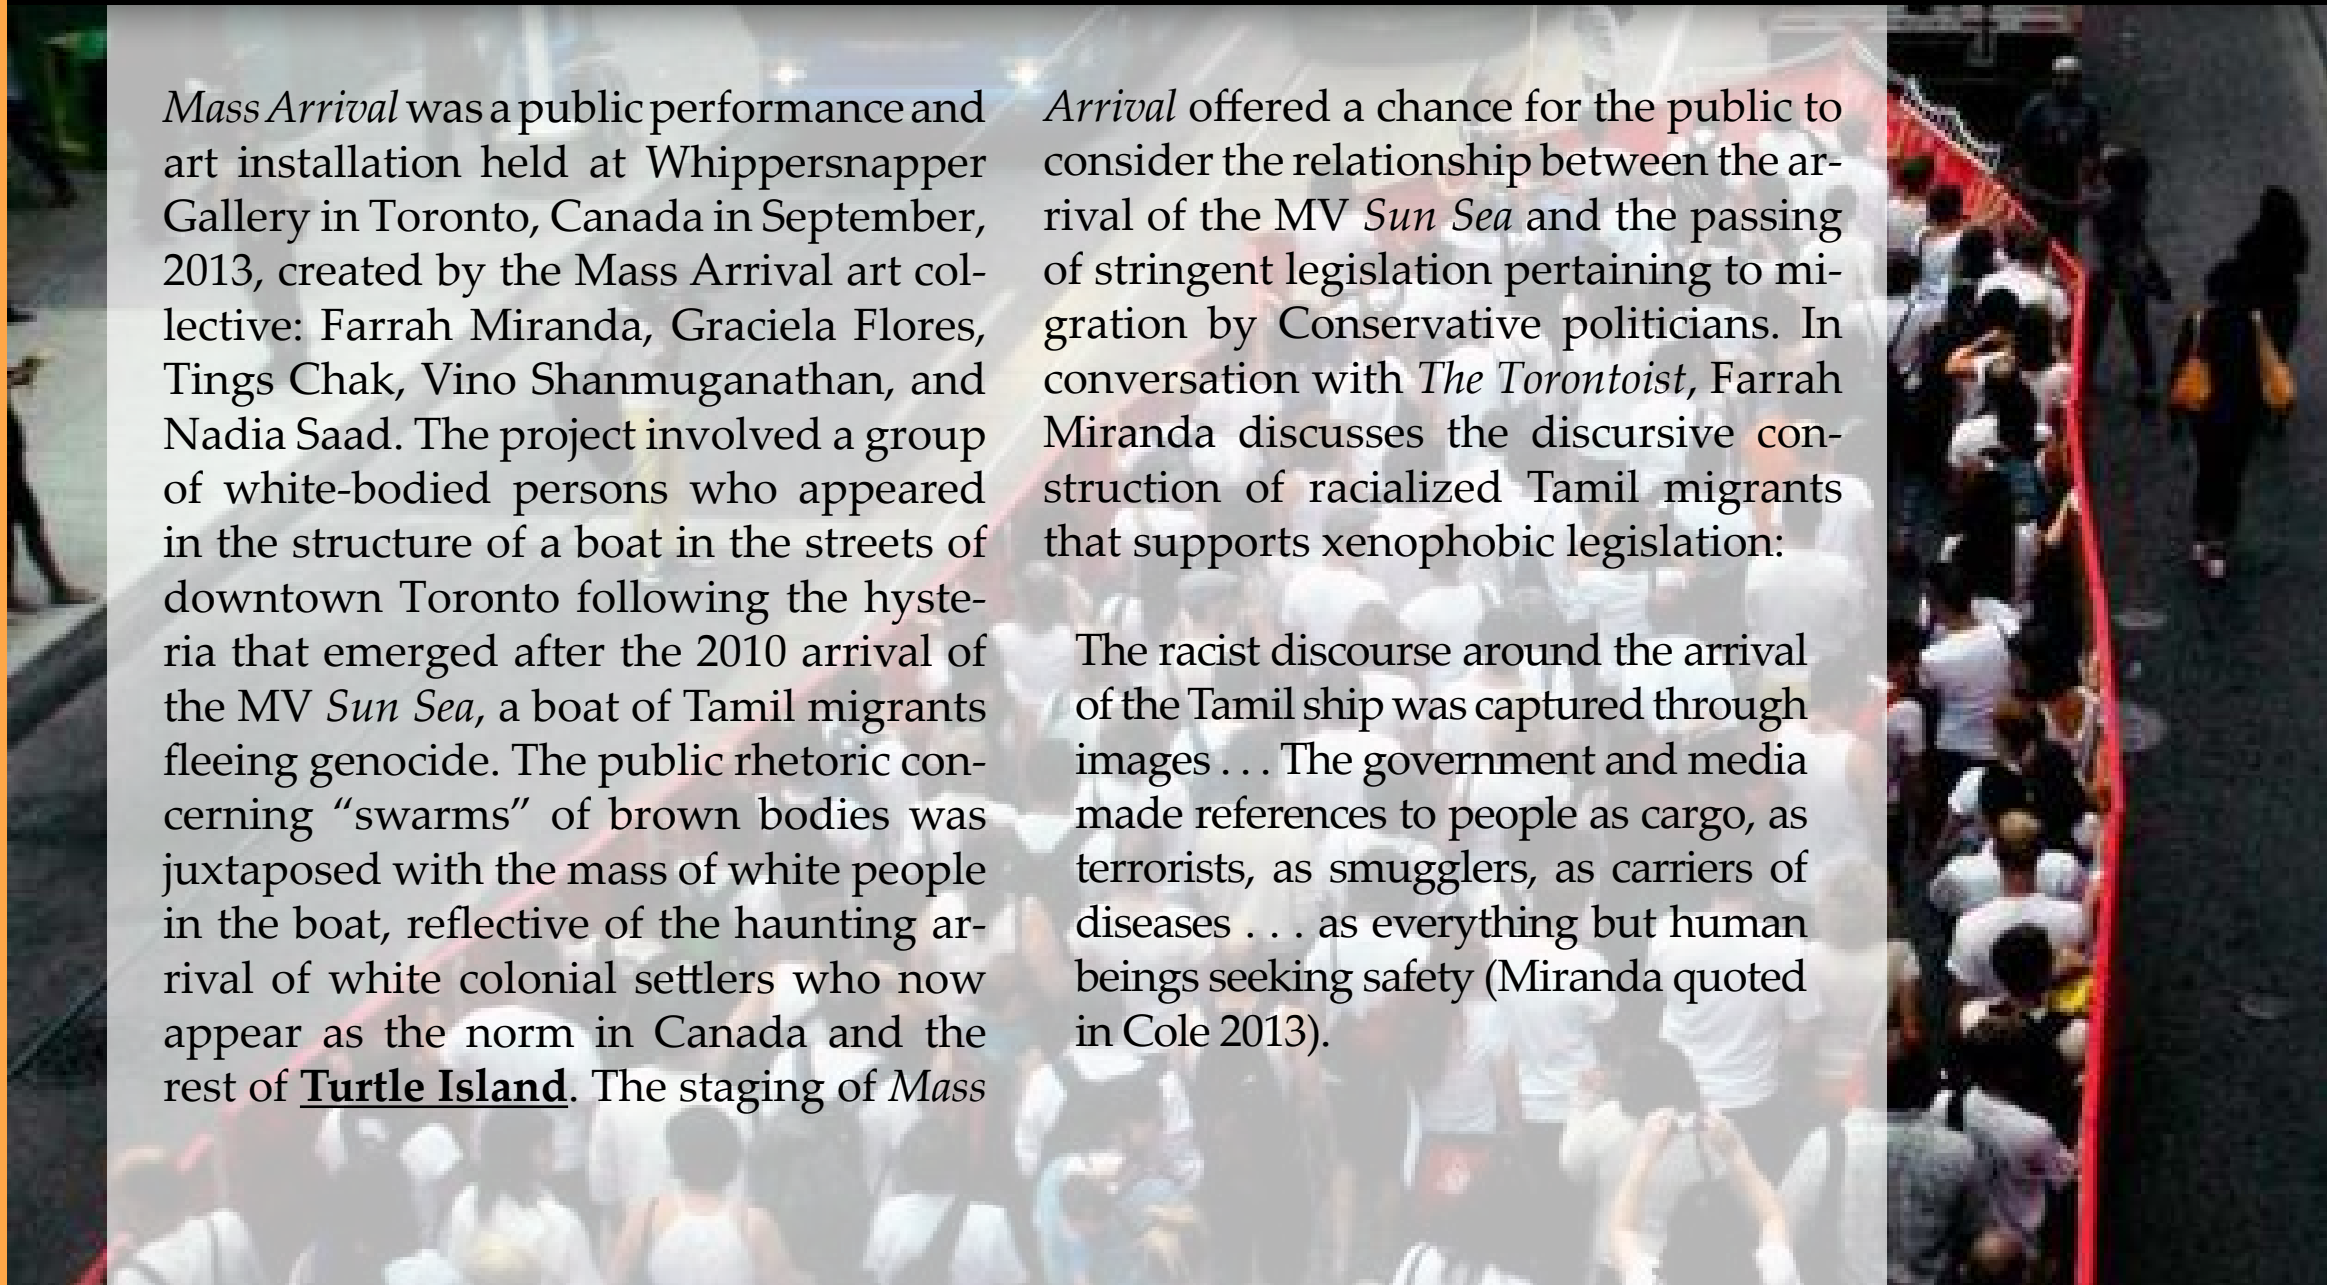 Mass Arrival was a public performance and
art installation held at Whippersnapper
Gallery in Toronto, Canada in September,
2013, created by the Mass Arrival art col-
lective: Farrah Miranda, Graciela Flores,
Tings Chak, Vino Shanmuganathan, and
Nadia Saad. The project involved a group
of white-bodied persons who appeared
in the structure of a boat in the streets of
downtown Toronto following the hyste-
ria that emerged after the 2010 arrival of
the MV Sun Sea, a boat of Tamil migrants
fleeing genocide. The public rhetoric con-
cerning “swarms” of brown bodies was
juxtaposed with the mass of white people
in the boat, reflective of the haunting ar-
rival of white colonial settlers who now
appear as the norm in Canada and the
rest of Turtle Island. The staging of Mass
Arrival offered a chance for the public to
consider the relationship between the ar-
rival of the MV Sun Sea and the passing
of stringent legislation pertaining to mi-
gration by Conservative politicians. In
conversation with The Torontoist, Farrah
Miranda discusses the discursive con-
struction of racialized Tamil migrants
that supports xenophobic legislation:
The racist discourse around the arrival
of the Tamil ship was captured through
images . . . The government and media
made references to people as cargo, as
terrorists, as smugglers, as carriers of
diseases . . . as everything but human
beings seeking safety (Miranda quoted
in Cole 2013).